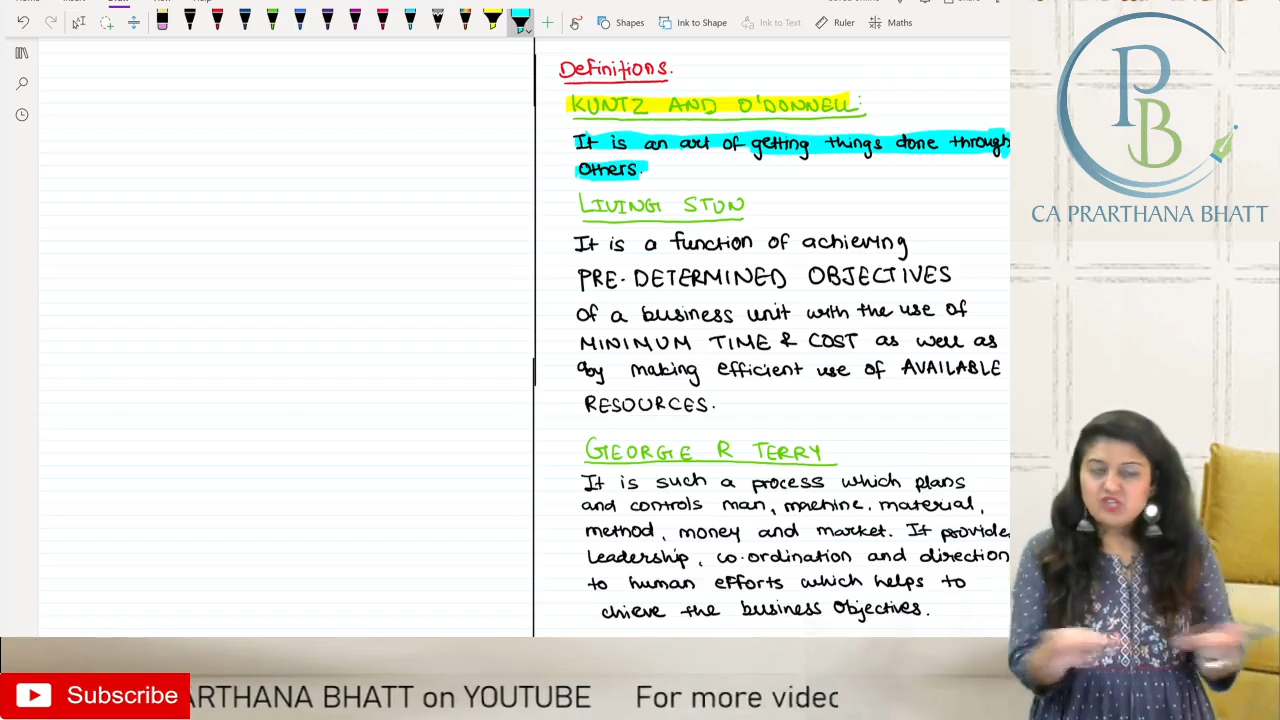 Shapes
Ink to Shape
Ink to Text
Ruler
Maths
Definitions.
KUNTZ AND O'DONNELL:
It is an art of getting things done through
others.
LIVING STON
It is a function of achieving
PRE-DETERMINED OBJECTIVES
of a business unit with the use of
MINIMUM TIME & COST as well as
by making efficient use of AVAILABLE
RESOURCES.
GEORGE R TERRY
It is such a process which plans
and controls man, machine, material,
method, money and market. It provide
leadership, co-ordination and direction
to human efforts which helps to
chieve the business objectives.
PB
CA PRARTHANA BHATT
Subscribe
ARTHANA BHATT on YOUTUBE For more video